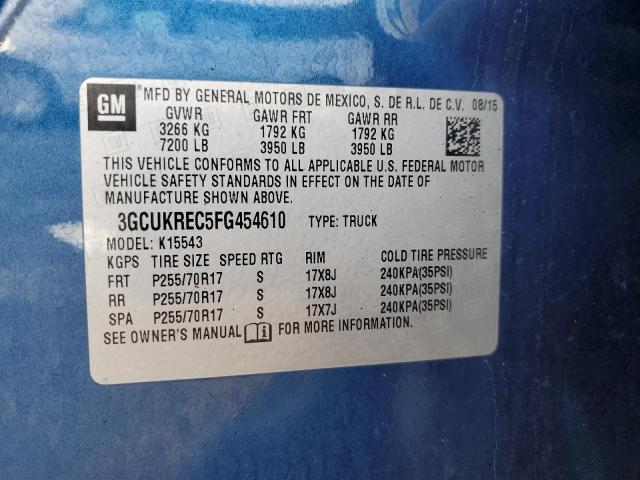 GM
MFD BY GENERAL MOTORS DE MEXICO, S. DE R.L. DE C.V. 08/15
GVWR GAWR FRT GAWR RR
3266 KG 1792 KG 1792 KG
7200 LB 3950 LB 3950 LB
THIS VEHICLE CONFORMS TO ALL APPLICABLE U.S. FEDERAL MOTOR
VEHICLE SAFETY STANDARDS IN EFFECT ON THE DATE OF
MANUFACTURE SHOWN ABOVE.
3GCUKREC5FG454610 TYPE: TRUCK
MODEL: K15543
KGPS TIRE SIZE SPEED RTG RIM COLD TIRE PRESSURE
FRT P255/70R17 S 17X8J 240KPA(35PSI)
RR P255/70R17 S 17X8J 240KPA(35PSI)
SPA P255/70R17 S 17X7J 240KPA(35PSI)
SEE OWNER'S MANUAL FOR MORE INFORMATION.